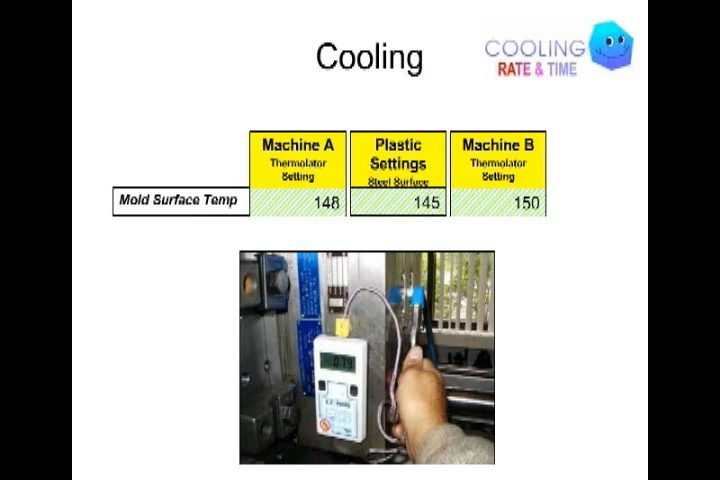 Cooling
COOLING
RATE & TIME
Machine A
Thermolator
Setting
Plastic
Settings
Steel Surface
Machine B
Thermolator
Setting
Mold Surface Temp 148 145 150